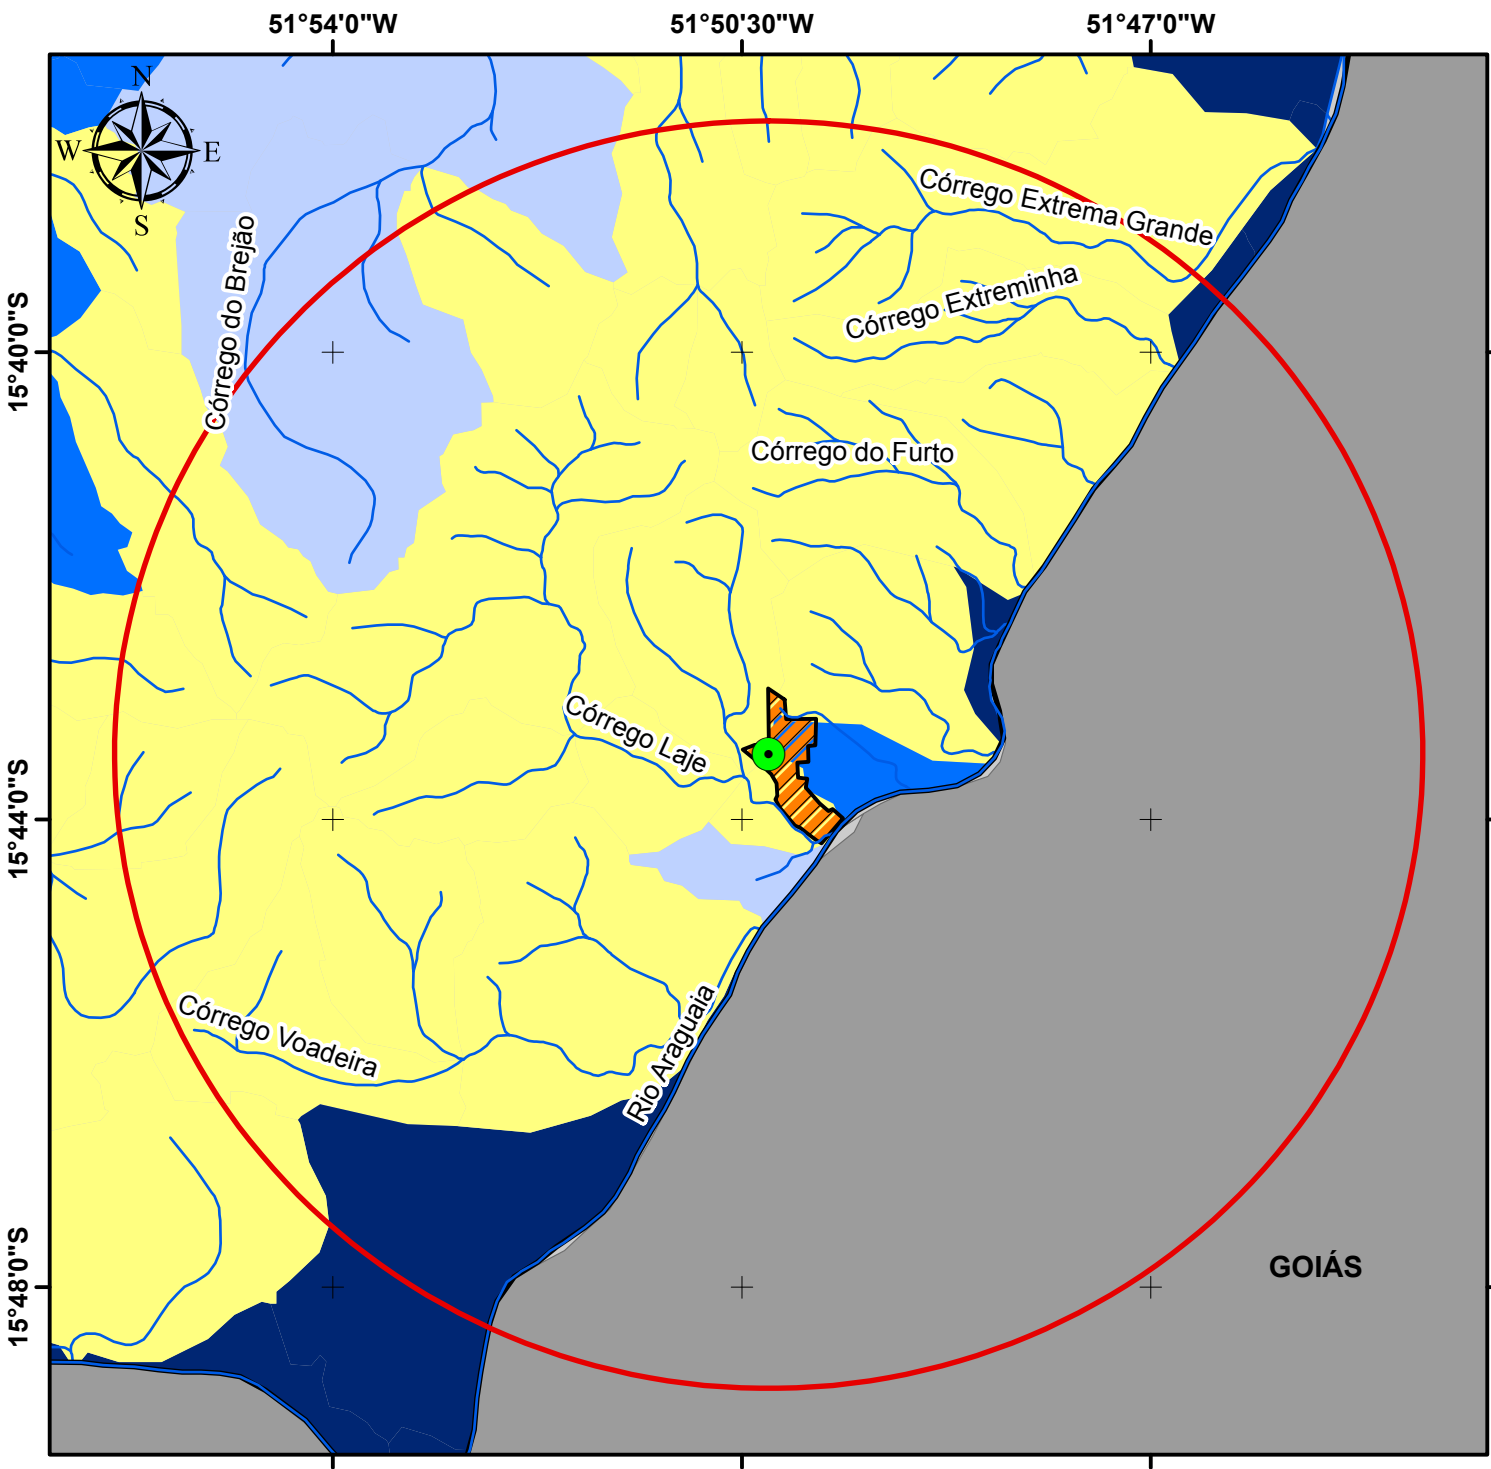 51°54'0"W
51°50'30"W
51°47'0"W
N
W
E
S
Córrego Extrema Grande
Córrego do Brejão
Córrego Extreminha
15°40'0"S
Córrego do Furto
Córrego Laje
15°44'0"S
Córrego Voadeira
Rio Araguaia
GOIÁS
15°48'0"S